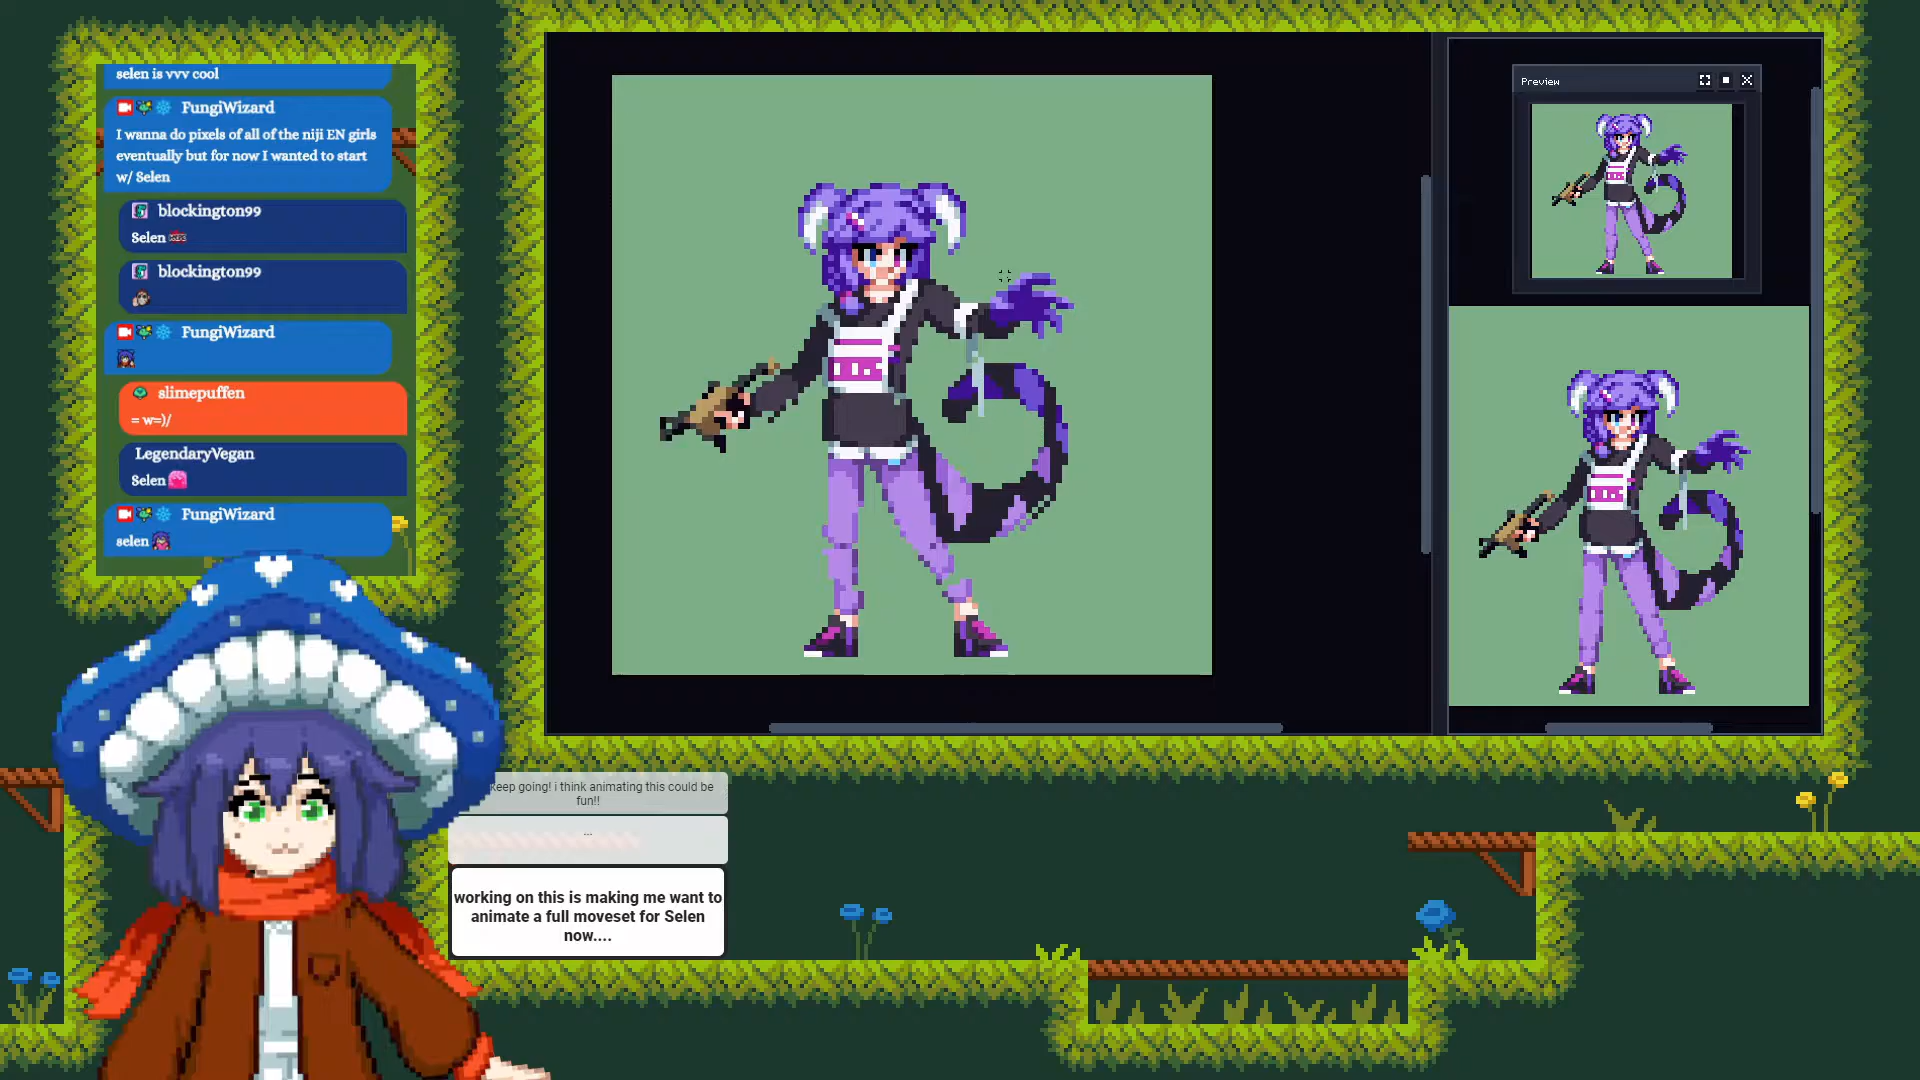 selen is vvv cool
FungiWizard
I wanna do pixels of all of the niji EN girls
eventually but for now I wanted to start
w/ Selen
blockington99
Selen
blockington99
FungiWizard
slimepuffen
= w=)/
LegendaryVegan
Selen
FungiWizard
selen
Preview
keep going! i think animating this could be
fun!!
...
working on this is making me want to
animate a full moveset for Selen
now....